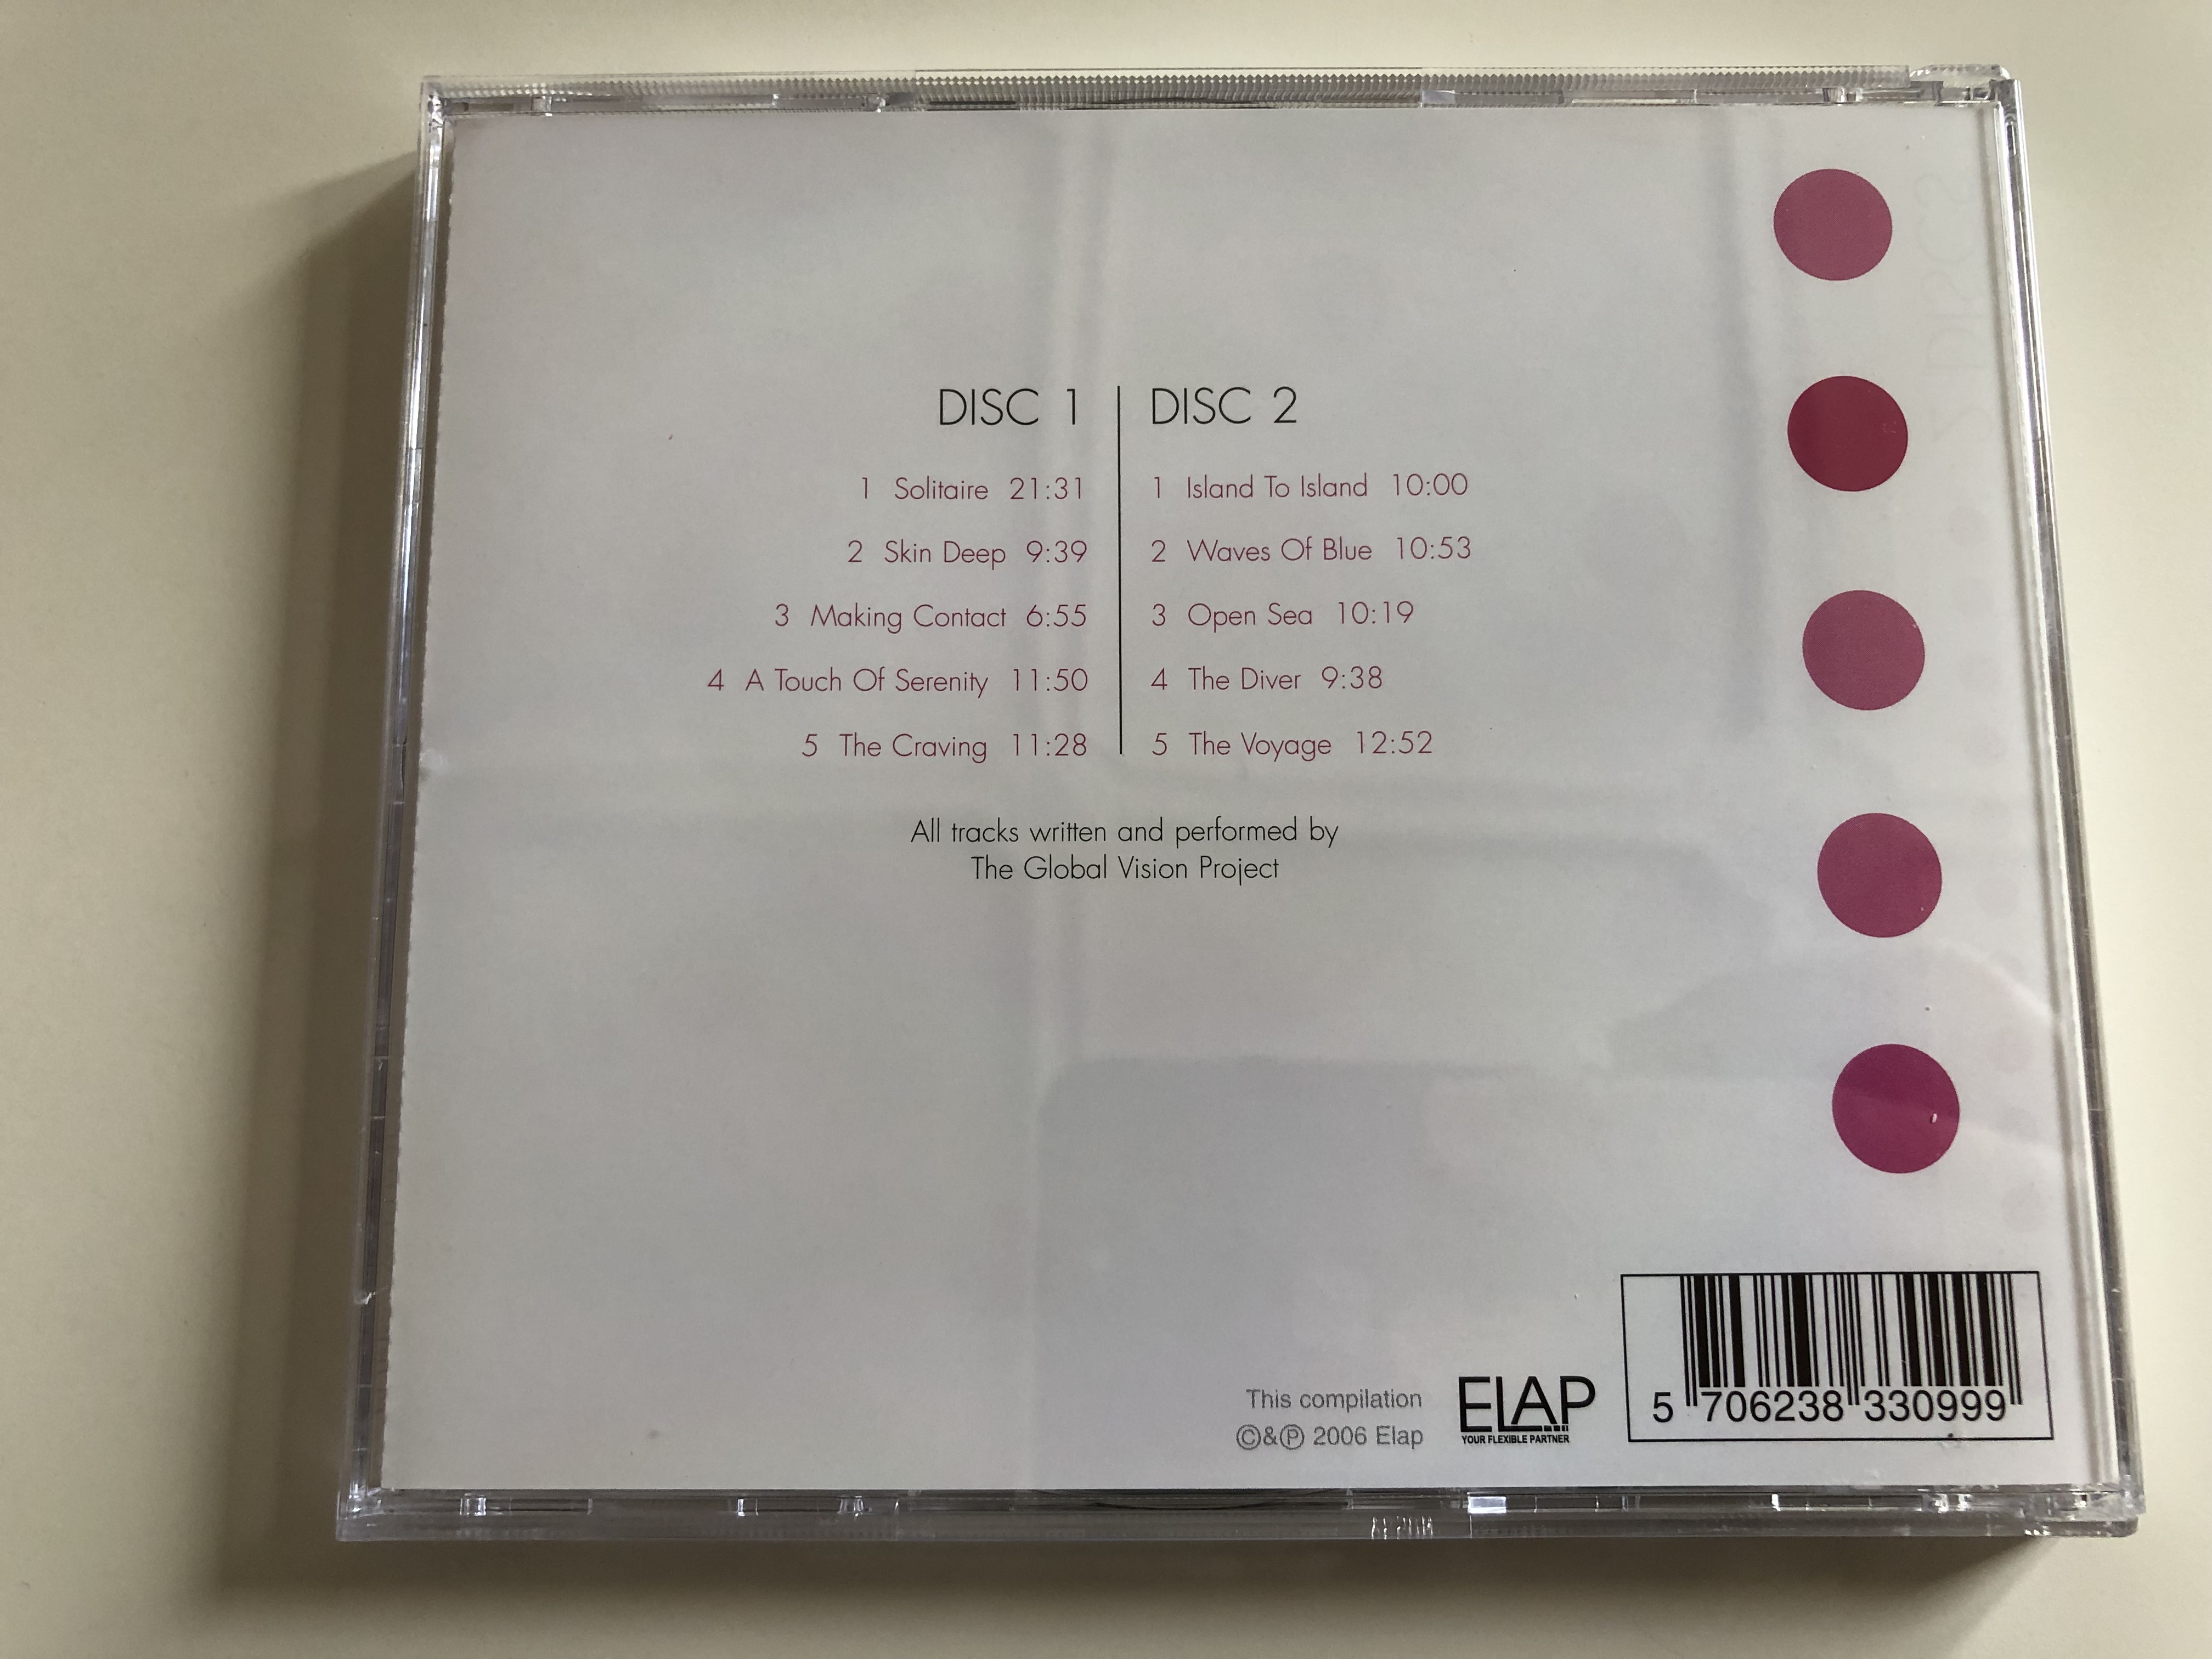 DISC 1
1 Solitaire 21:31
2 Skin Deep 9:39
3 Making Contact 6:55
4 A Touch Of Serenity 11:50
5 The Craving 11:28
DISC 2
1 Island To Island 10:00
2 Waves Of Blue 10:53
3 Open Sea 10:19
4 The Diver 9:38
5 The Voyage 12:52
All tracks written and performed by
The Global Vision Project
This compilation
©&℗ 2006 Elap
ELAP
YOUR FLEXIBLE PARTNER
5 706238 330999